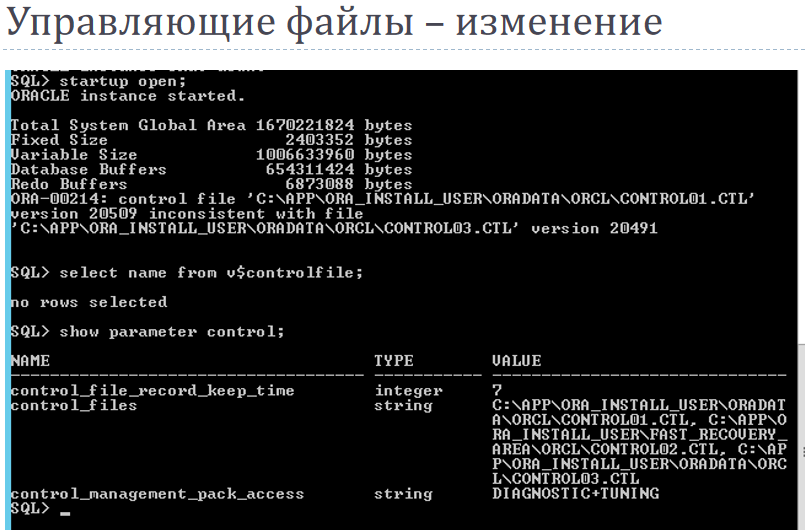 Управляющие файлы – изменение
SQL> startup open;
ORACLE instance started.
Total System Global Area 1670221824 bytes
Fixed Size 2403352 bytes
Variable Size 1006633960 bytes
Database Buffers 654311424 bytes
Redo Buffers 6873088 bytes
ORA-00214: control file 'C:\APP\ORA_INSTALL_USER\ORADATA\ORCL\CONTROL01.CTL'
version 20509 inconsistent with file
'C:\APP\ORA_INSTALL_USER\ORADATA\ORCL\CONTROL03.CTL' version 20491
SQL> select name from v$controlfile;
no rows selected
SQL> show parameter control;
NAME TYPE VALUE
------------------------------------ ----------- ------------------------------
control_file_record_keep_time integer 7
control_files string C:\APP\ORA_INSTALL_USER\ORADAT
A\ORCL\CONTROL01.CTL, C:\APP\O
RA_INSTALL_USER\FAST_RECOVERY_
AREA\ORCL\CONTROL02.CTL, C:\AP
P\ORA_INSTALL_USER\ORADATA\ORC
L\CONTROL03.CTL
control_management_pack_access string DIAGNOSTIC+TUNING
SQL> _